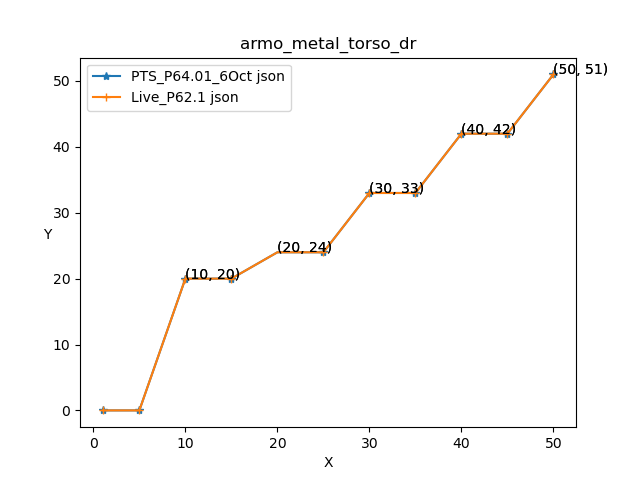 armo_metal_torso_dr
PTS_P64.01_6Oct json
Live_P62.1 json
(50, 51)
(40, 42)
(30, 33)
(20, 24)
(10, 20)
50
40
30
20
10
0
Y
0 10 20 30 40 50
X